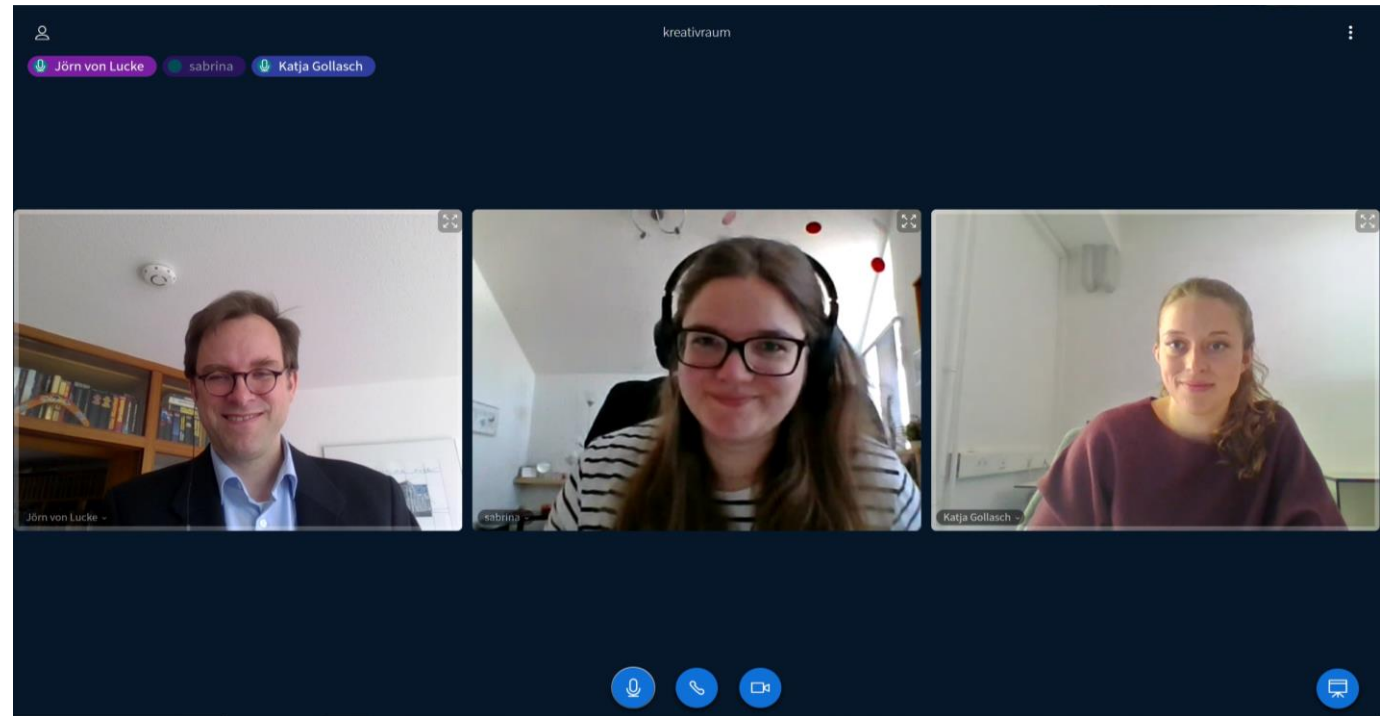 kreativraum
Jörn von Lucke sabrina Katja Gollasch
Jörn von Lucke
sabrina
Katja Gollasch